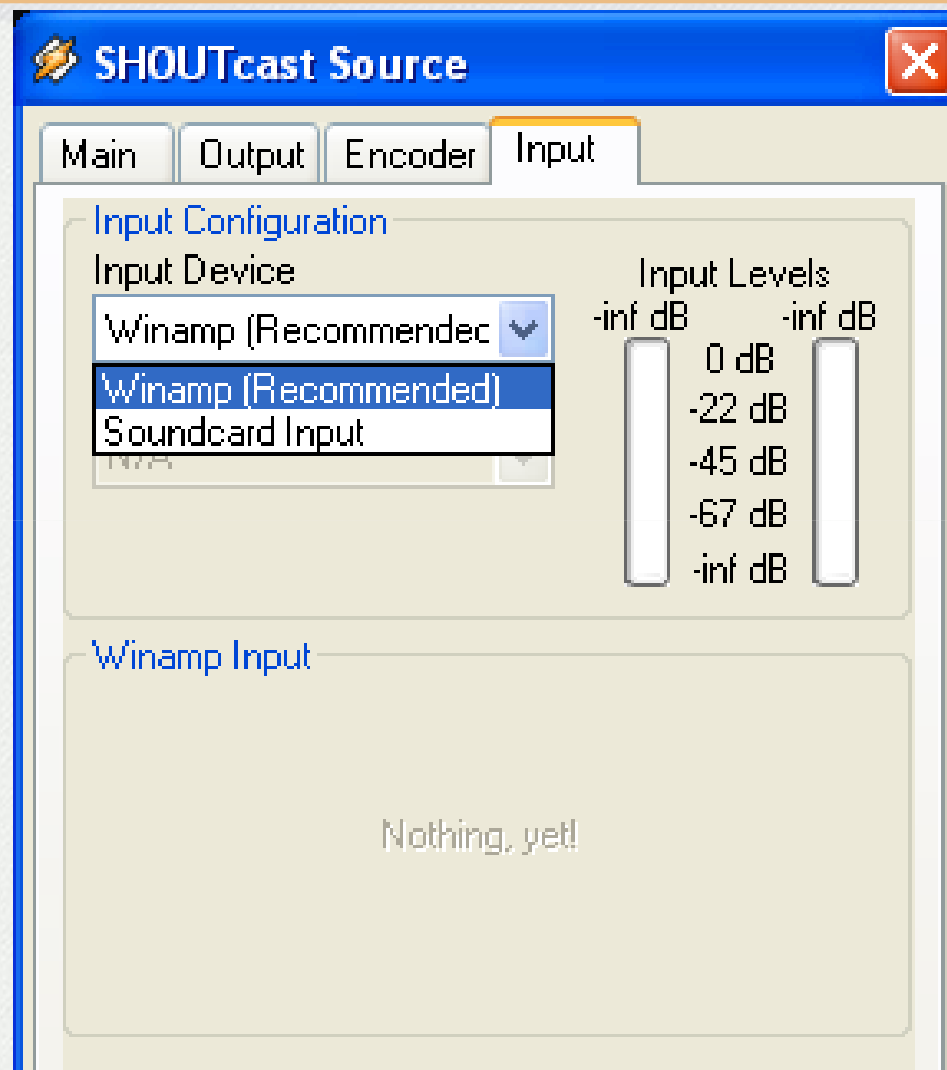 SHOUTcast Source
Main Output Encoder Input
Input Configuration
Input Device
Winamp (Recommended
Winamp (Recommended)
Soundcard Input
N/A
Input Levels
-inf dB -inf dB
0 dB
-22 dB
-45 dB
-67 dB
-inf dB
Winamp Input
Nothing, yet!